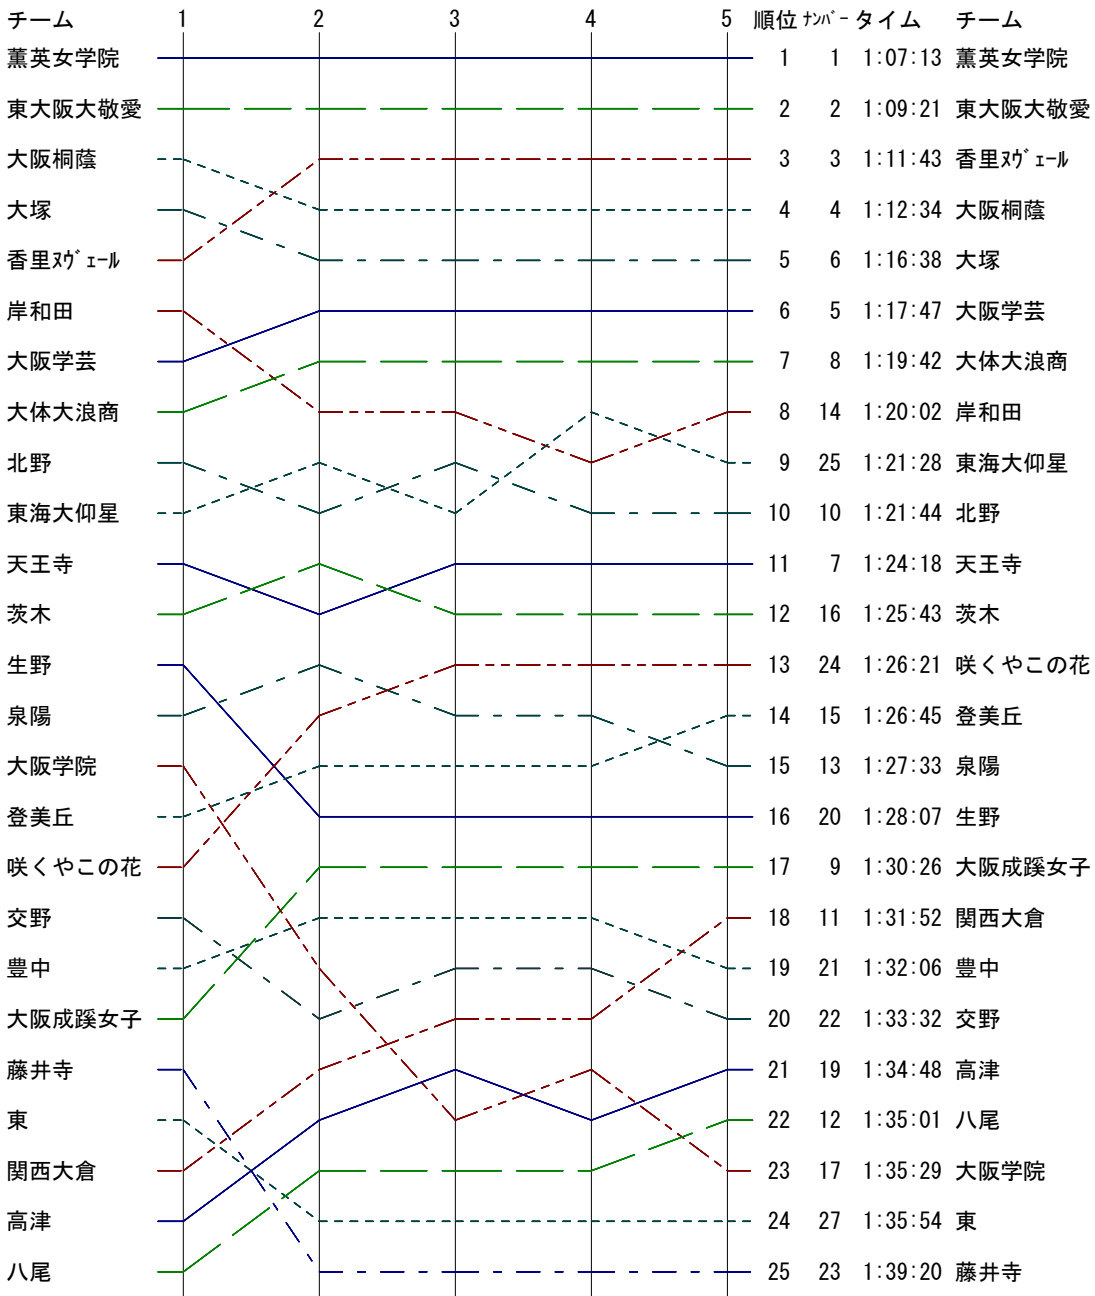 チーム 1 2 3 4 5 順位 ﾅﾝﾊﾞｰ タイム チーム
薫英女学院 1 1 1:07:13 薫英女学院
東大阪大敬愛 2 2 1:09:21 東大阪大敬愛
大阪桐蔭 3 3 1:11:43 香里ﾇｳﾞｪｰﾙ
大塚 4 4 1:12:34 大阪桐蔭
香里ﾇｳﾞｪｰﾙ 5 6 1:16:38 大塚
岸和田 6 5 1:17:47 大阪学芸
大阪学芸 7 8 1:19:42 大体大浪商
大体大浪商 8 14 1:20:02 岸和田
北野 9 25 1:21:28 東海大仰星
東海大仰星 10 10 1:21:44 北野
天王寺 11 7 1:24:18 天王寺
茨木 12 16 1:25:43 茨木
生野 13 24 1:26:21 咲くやこの花
泉陽 14 15 1:26:45 登美丘
大阪学院 15 13 1:27:33 泉陽
登美丘 16 20 1:28:07 生野
咲くやこの花 17 9 1:30:26 大阪成蹊女子
交野 18 11 1:31:52 関西大倉
豊中 19 21 1:32:06 豊中
大阪成蹊女子 20 22 1:33:32 交野
藤井寺 21 19 1:34:48 高津
東 22 12 1:35:01 八尾
関西大倉 23 17 1:35:29 大阪学院
高津 24 27 1:35:54 東
八尾 25 23 1:39:20 藤井寺